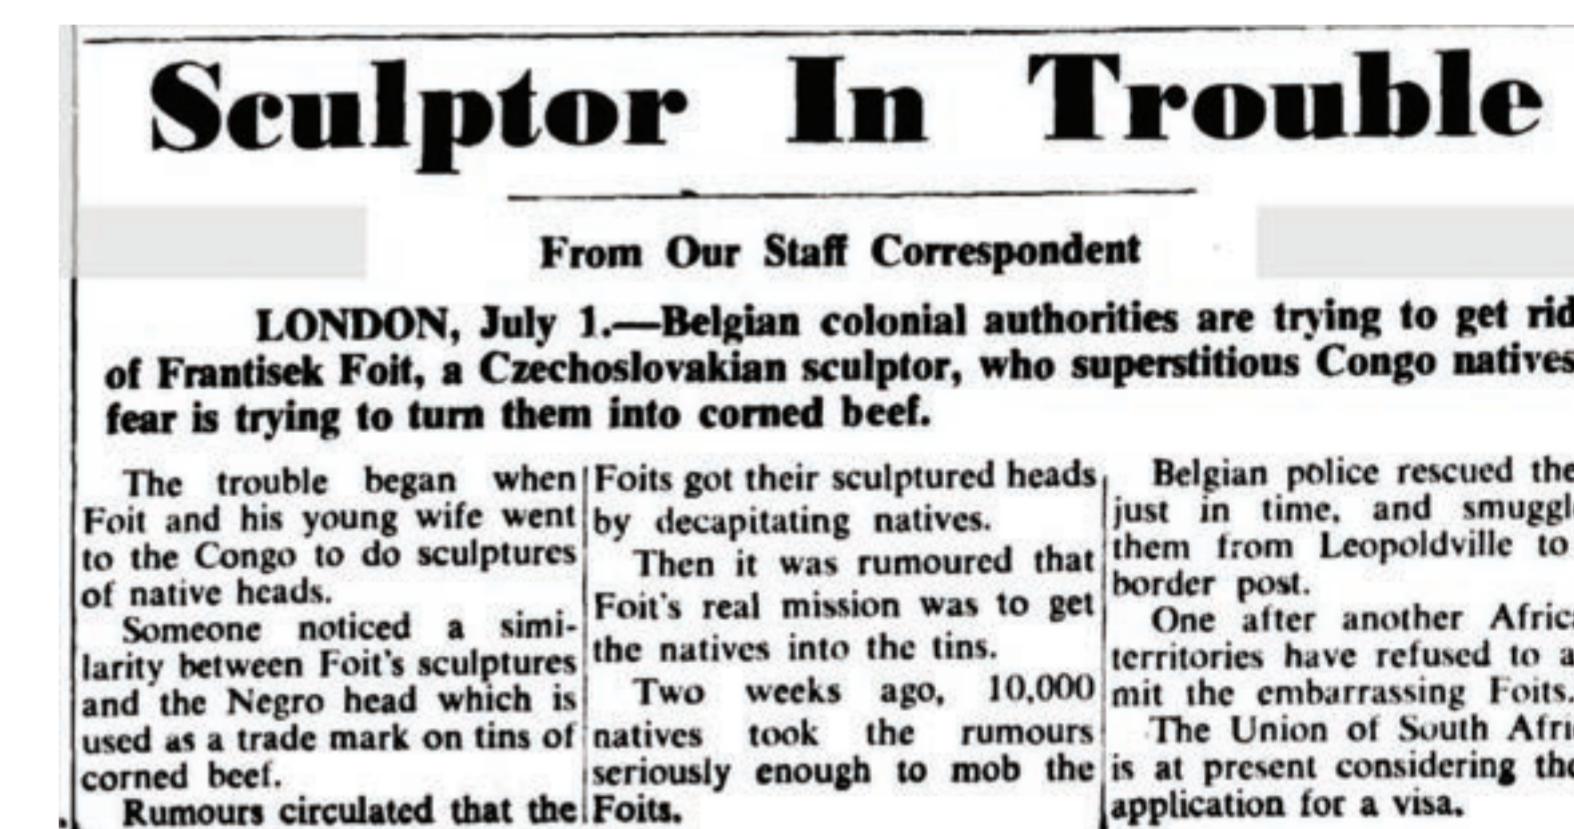 Sculptor In Trouble
From Our Staff Correspondent
LONDON, July 1.—Belgian colonial authorities are trying to get rid
of Frantisek Foit, a Czechoslovakian sculptor, who superstitious Congo natives
fear is trying to turn them into corned beef.
The trouble began when
Foit and his young wife went
to the Congo to do sculptures
of native heads.
Someone noticed a simi-
larity between Foit's sculptures
and the Negro head which is
used as a trade mark on tins of
corned beef.
Rumours circulated that the
Foits got their sculptured heads
by decapitating natives.
Then it was rumoured that
Foit's real mission was to get
the natives into the tins.
Two weeks ago, 10,000
natives took the rumours
seriously enough to mob the
Foits.
Belgian police rescued the
just in time, and smuggl
them from Leopoldville to
border post.
One after another Afric
territories have refused to a
mit the embarrassing Foits.
The Union of South Afri
is at present considering the
application for a visa.